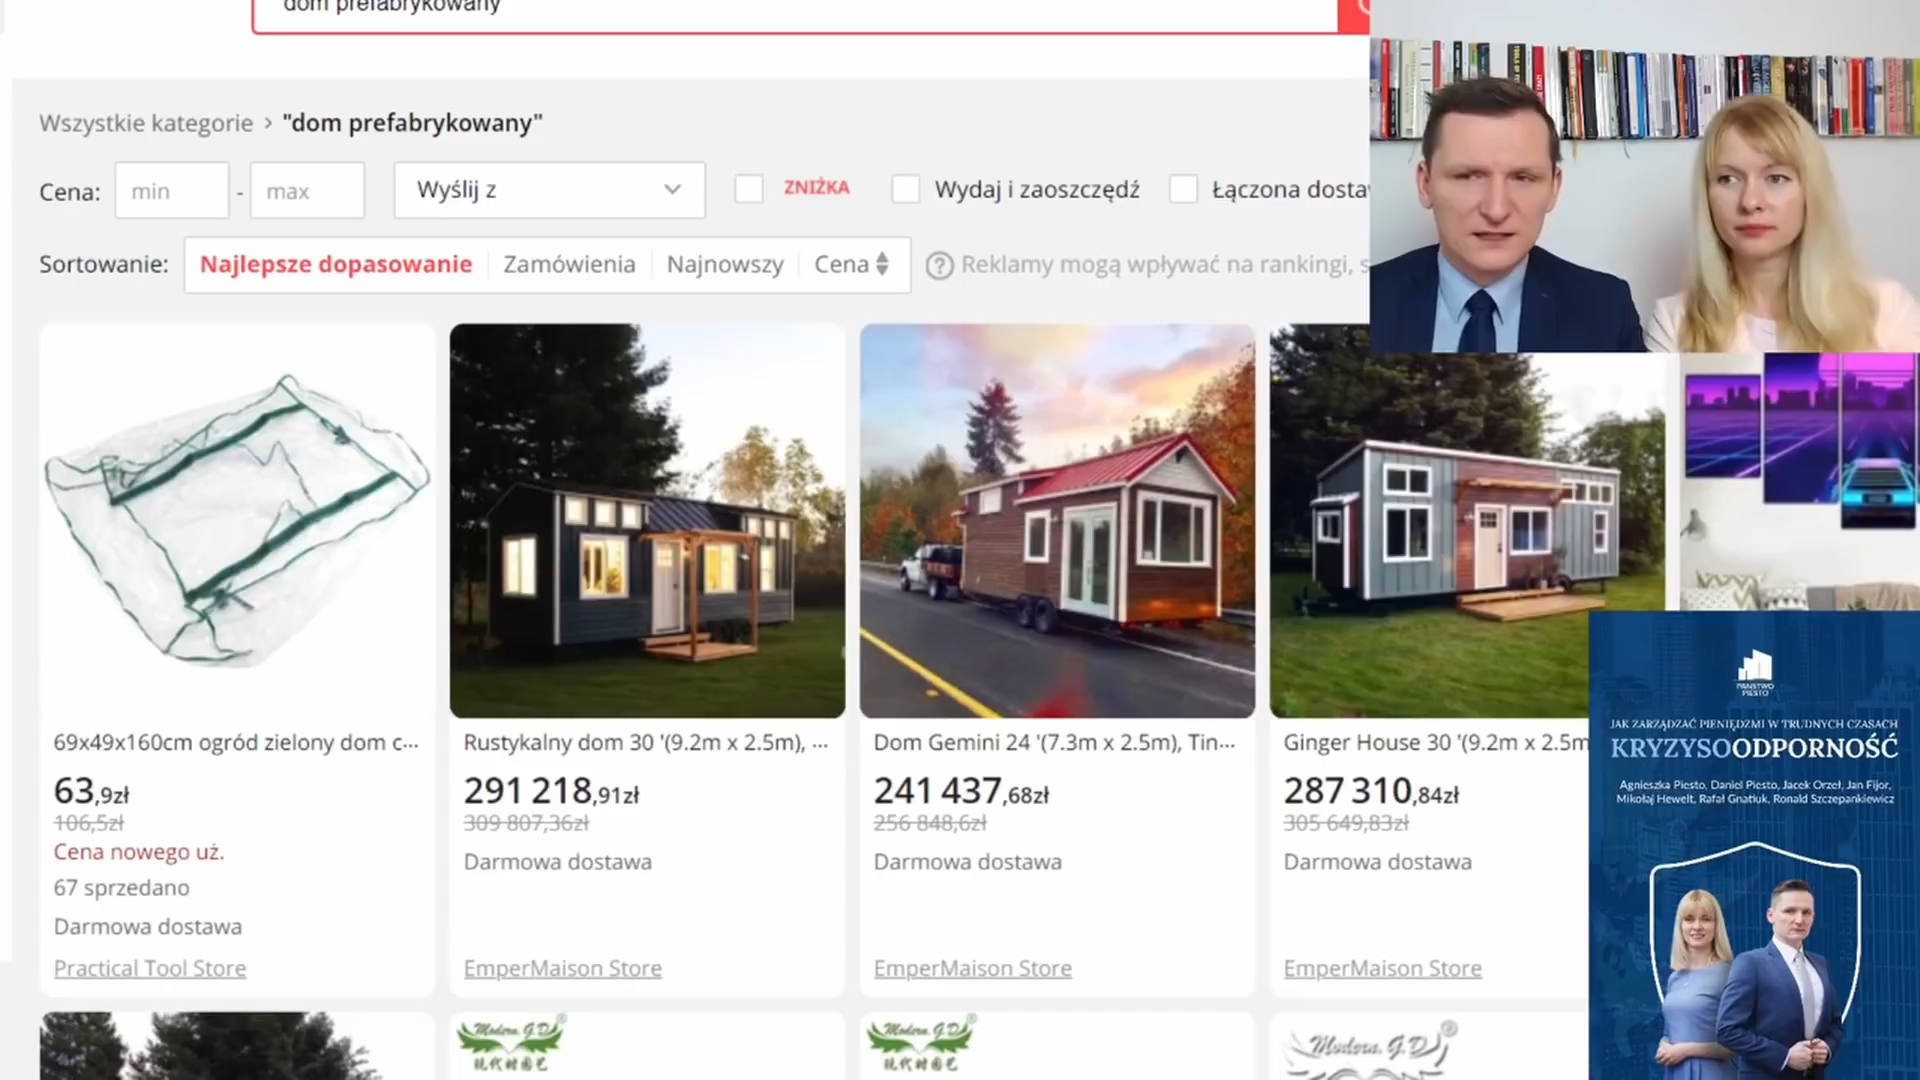 dom prefabrykowany
Wszystkie kategorie > "dom prefabrykowany"
Cena: min - max Wyślij z ZNIŻKA Wydaj i zaoszczędź Łączona dosta
Sortowanie: Najlepsze dopasowanie Zamówienia Najnowszy Cena ? Reklamy mogą wpływać na rankingi, s
69x49x160cm ogród zielony dom c...
63,9zł
106,5zł
Cena nowego uż.
67 sprzedano
Darmowa dostawa
Practical Tool Store
Rustykalny dom 30 '(9.2m x 2.5m), ...
291 218,91zł
309 807,36zł
Darmowa dostawa
EmperMaison Store
Dom Gemini 24 '(7.3m x 2.5m), Tin...
241 437,68zł
256 848,6zł
Darmowa dostawa
EmperMaison Store
Ginger House 30 '(9.2m x 2.5m
287 310,84zł
305 649,83zł
Darmowa dostawa
EmperMaison Store
PAŃSTWO
PIESTO
JAK ZARZĄDZAĆ PIENIĘDZMI W TRUDNYCH CZASACH
KRYZYSOODPORNOŚĆ
Agnieszka Piesto, Daniel Piesto, Jacek Orzeł, Jan Fijor,
Mikołaj Hewelt, Rafał Gnatiuk, Ronald Szczepankiewicz
Modern. G.D ®
Modern. G.D ®
Modern. G.D ®